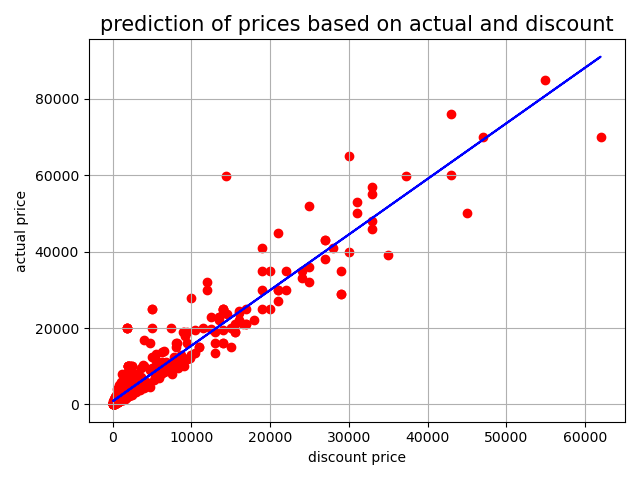 prediction of prices based on actual and discount
actual price
80000
60000
40000
20000
0
0 10000 20000 30000 40000 50000 60000
discount price